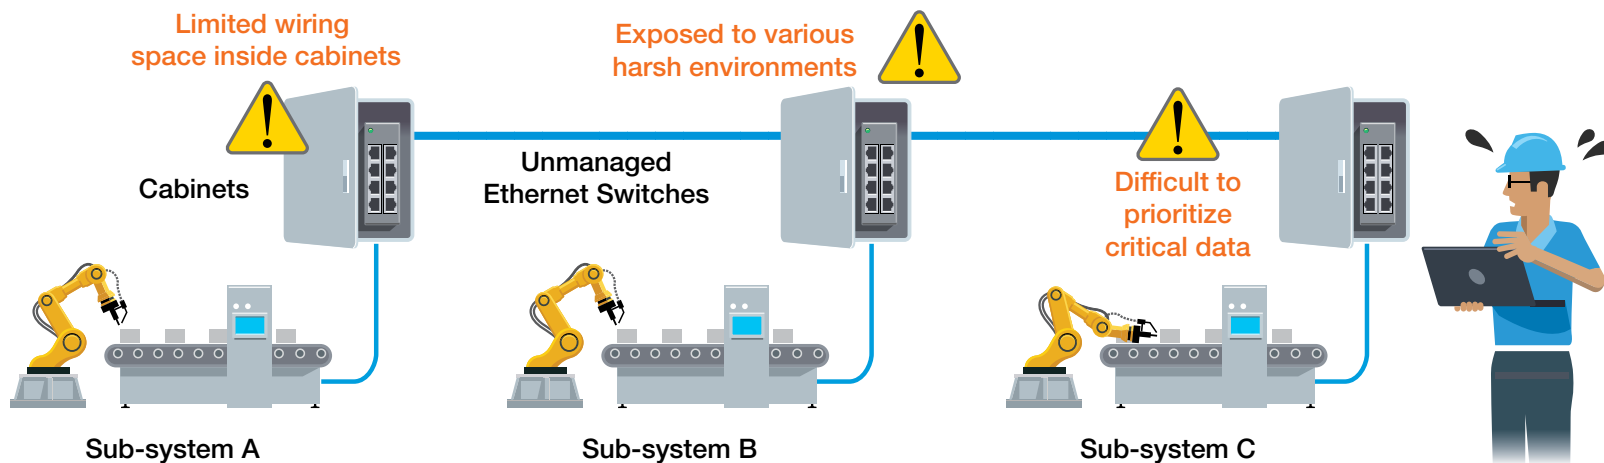 Limited wiring
space inside cabinets
Exposed to various
harsh environments
Cabinets
Unmanaged
Ethernet Switches
Difficult to
prioritize
critical data
Sub-system A
Sub-system B
Sub-system C